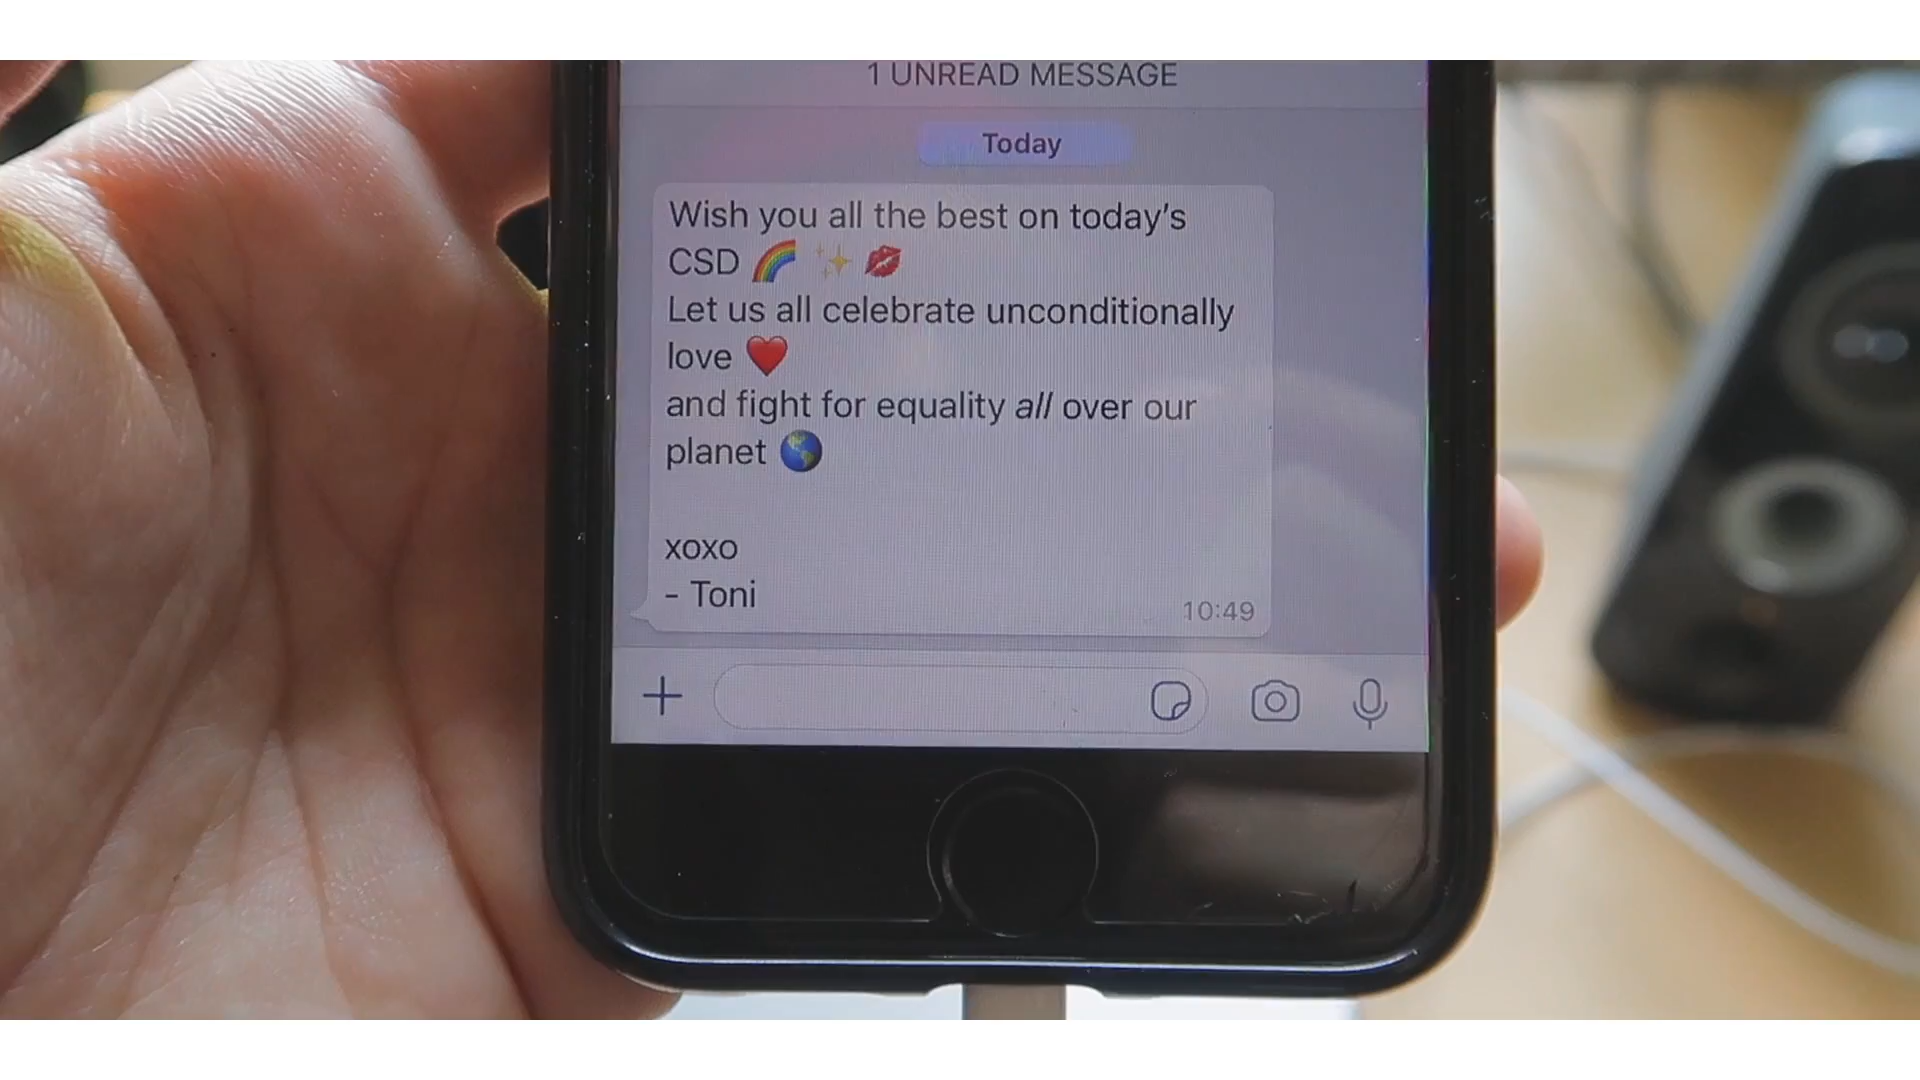 1 UNREAD MESSAGE
Today
Wish you all the best on today's
CSD 🌈 ✨ 💋
Let us all celebrate unconditionally
love ❤️
and fight for equality all over our
planet 🌎
xoxo
- Toni
10:49